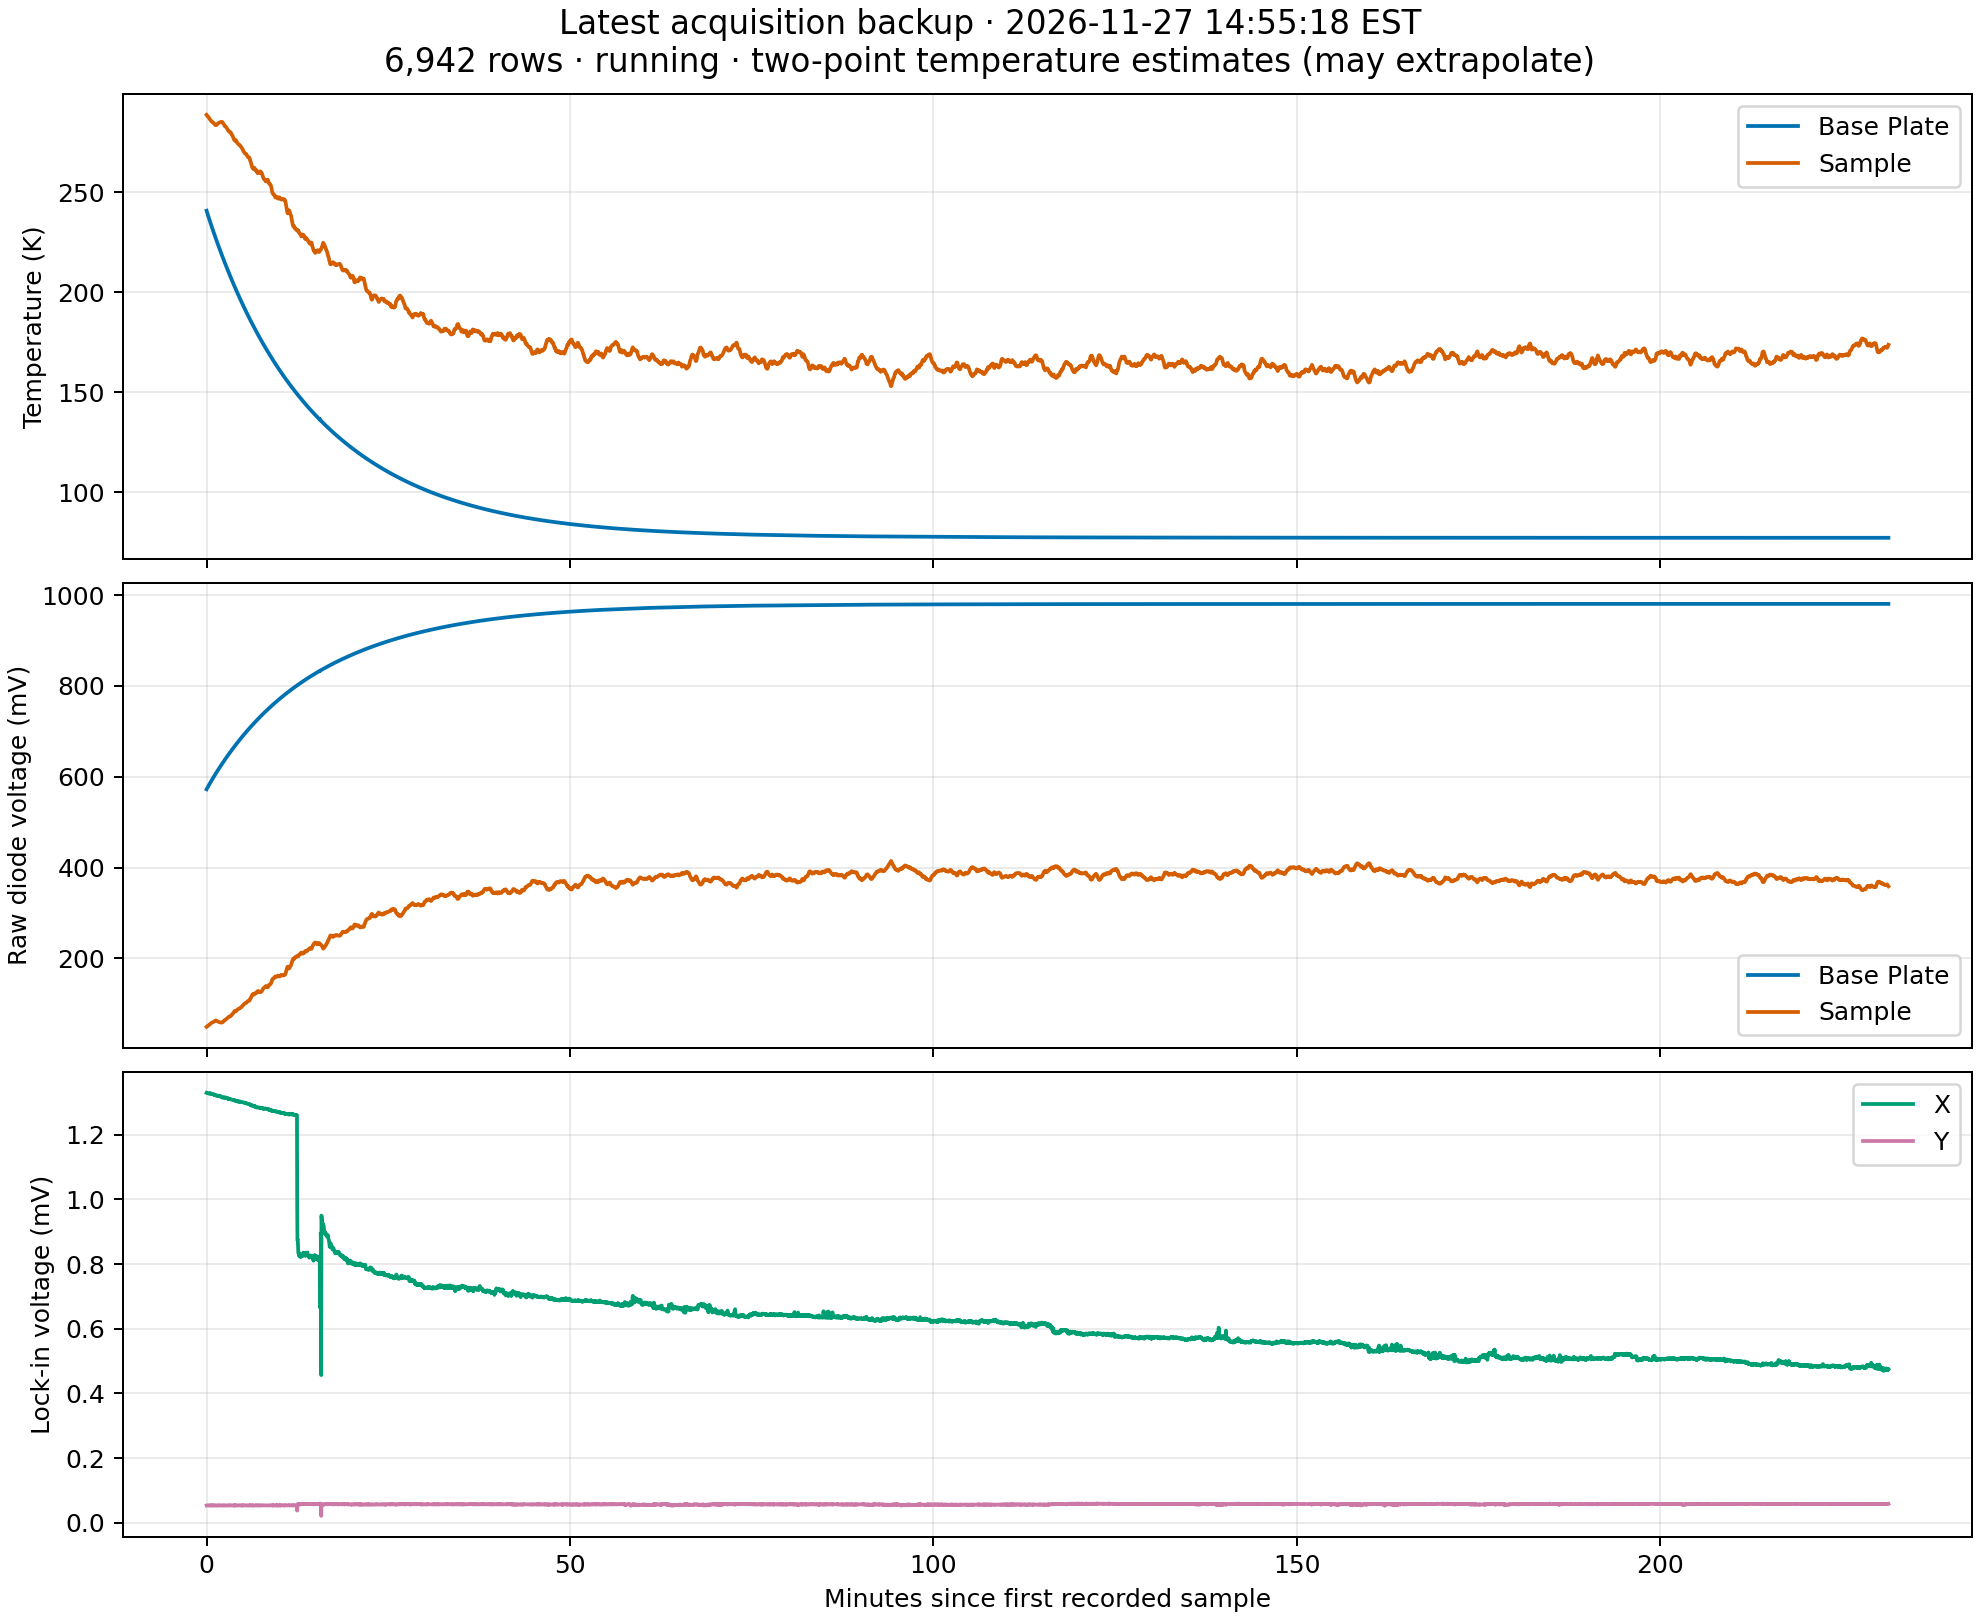 Latest acquisition backup · 2026-11-27 14:55:18 EST
6,942 rows · running · two-point temperature estimates (may extrapolate)
Temperature (K)
250
200
150
100
Base Plate
Sample
Raw diode voltage (mV)
1000
800
600
400
200
Base Plate
Sample
Lock-in voltage (mV)
1.2
1.0
0.8
0.6
0.4
0.2
0.0
X
Y
0
50
100
150
200
Minutes since first recorded sample